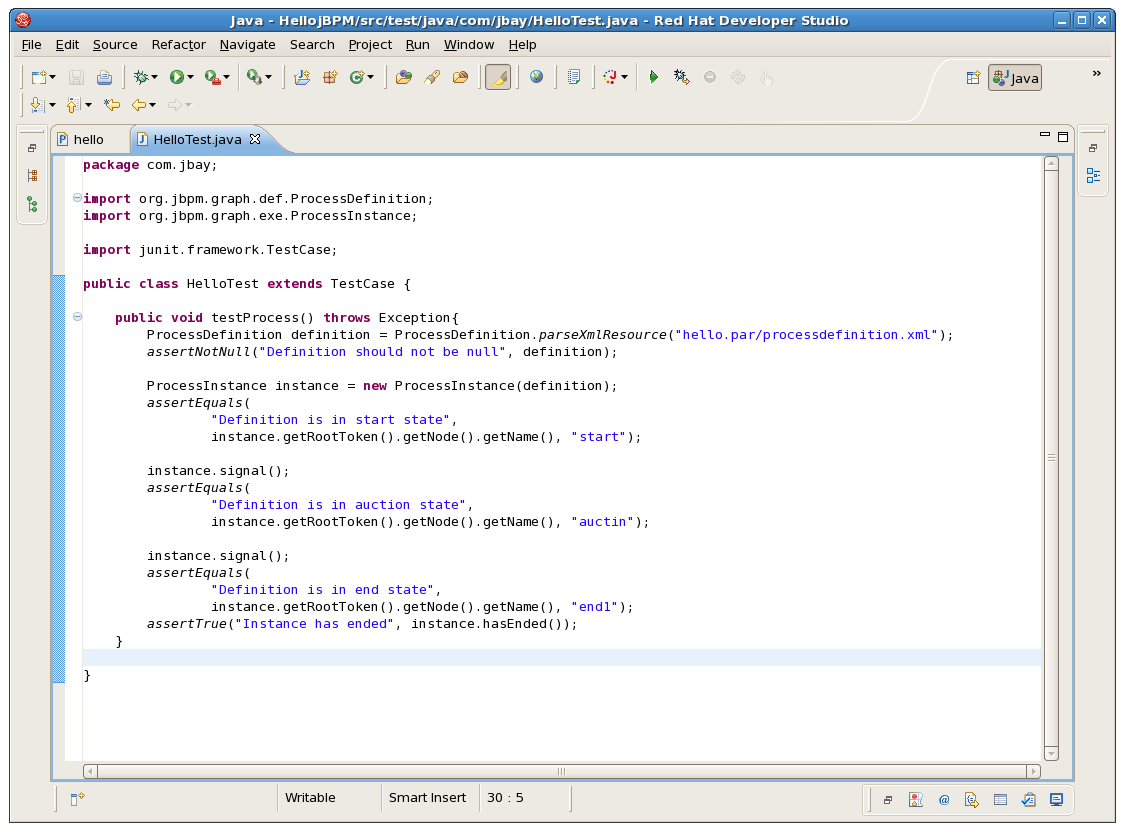 Java - HellojBPM/src/test/java/com/jbay/HelloTest.java - Red Hat Developer Studio
File Edit Source Refactor Navigate Search Project Run Window Help
Java »
hello HelloTest.java
package com.jbay;
import org.jbpm.graph.def.ProcessDefinition;
import org.jbpm.graph.exe.ProcessInstance;
import junit.framework.TestCase;
public class HelloTest extends TestCase {
    public void testProcess() throws Exception{
        ProcessDefinition definition = ProcessDefinition.parseXmlResource("hello.par/processdefinition.xml");
        assertNotNull("Definition should not be null", definition);
        ProcessInstance instance = new ProcessInstance(definition);
        assertEquals(
                "Definition is in start state",
                instance.getRootToken().getNode().getName(), "start");
        instance.signal();
        assertEquals(
                "Definition is in auction state",
                instance.getRootToken().getNode().getName(), "auctin");
        instance.signal();
        assertEquals(
                "Definition is in end state",
                instance.getRootToken().getNode().getName(), "end1");
        assertTrue("Instance has ended", instance.hasEnded());
    }
}
Writable Smart Insert 30 : 5